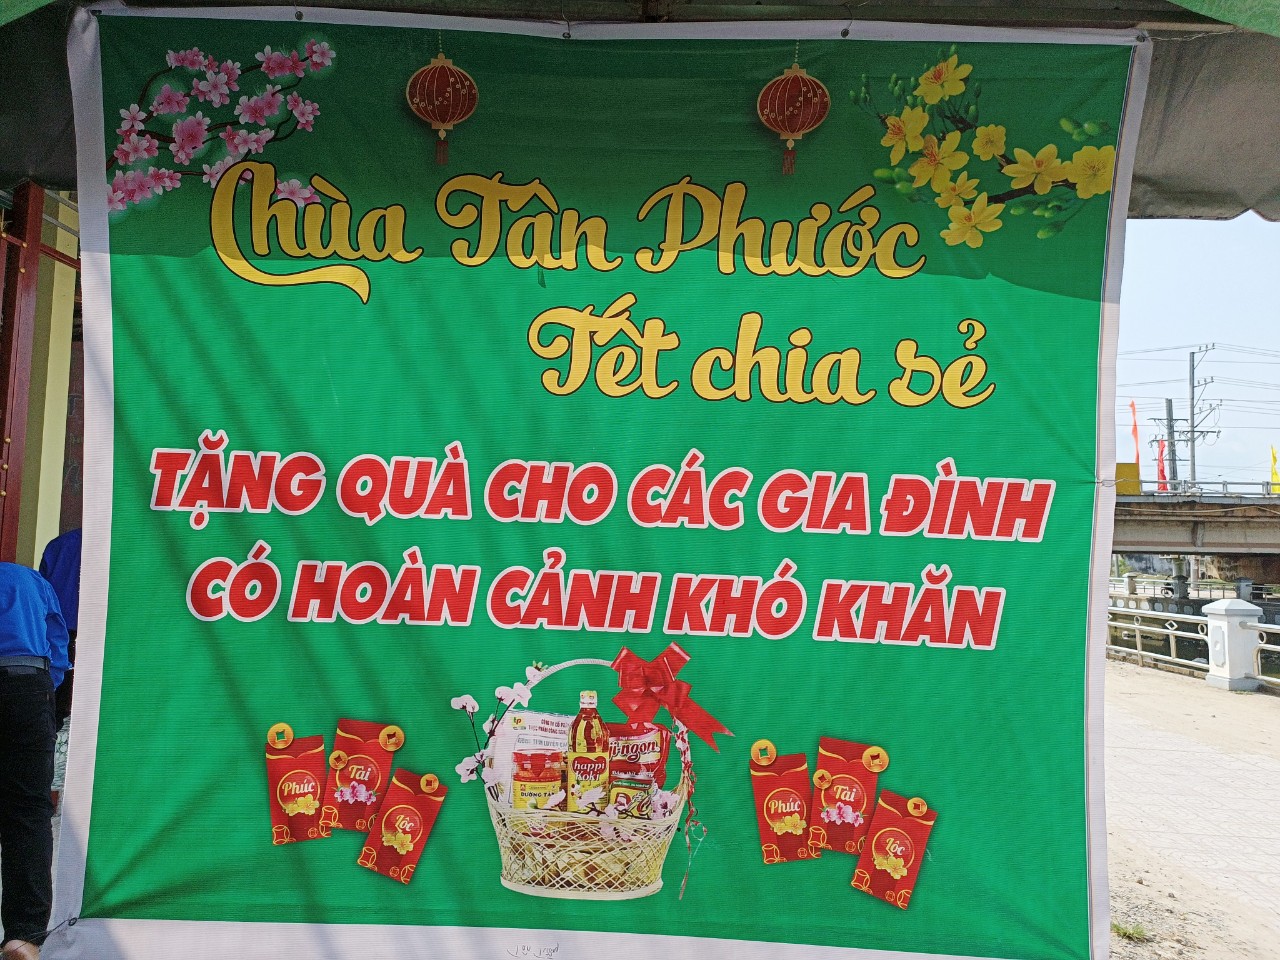 Chùa Tân Phước
Tết chia sẻ
TẶNG QUÀ CHO CÁC GIA ĐÌNH
CÓ HOÀN CẢNH KHÓ KHĂN
Phúc
Tài
Lộc
happi
Koki
ĐƯỜNG
Phúc
Tài
Lộc